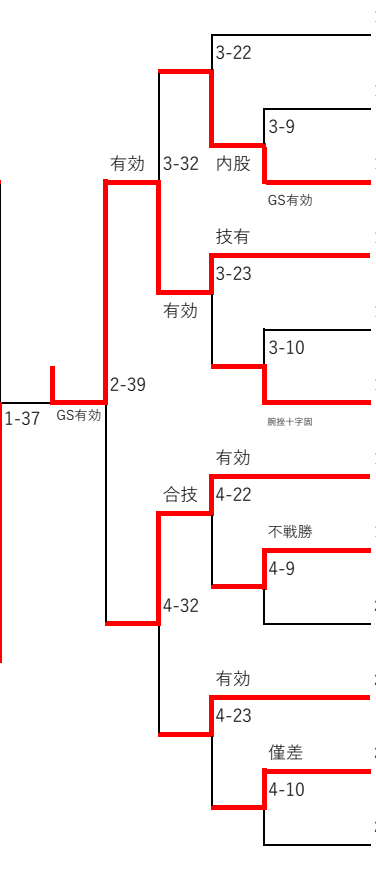 3-22
3-9
有効
3-32
内股
GS有効
技有
3-23
有効
3-10
2-39
1-37
GS有効
腕挫十字固
有効
合技
4-22
不戦勝
4-9
4-32
有効
4-23
僅差
4-10